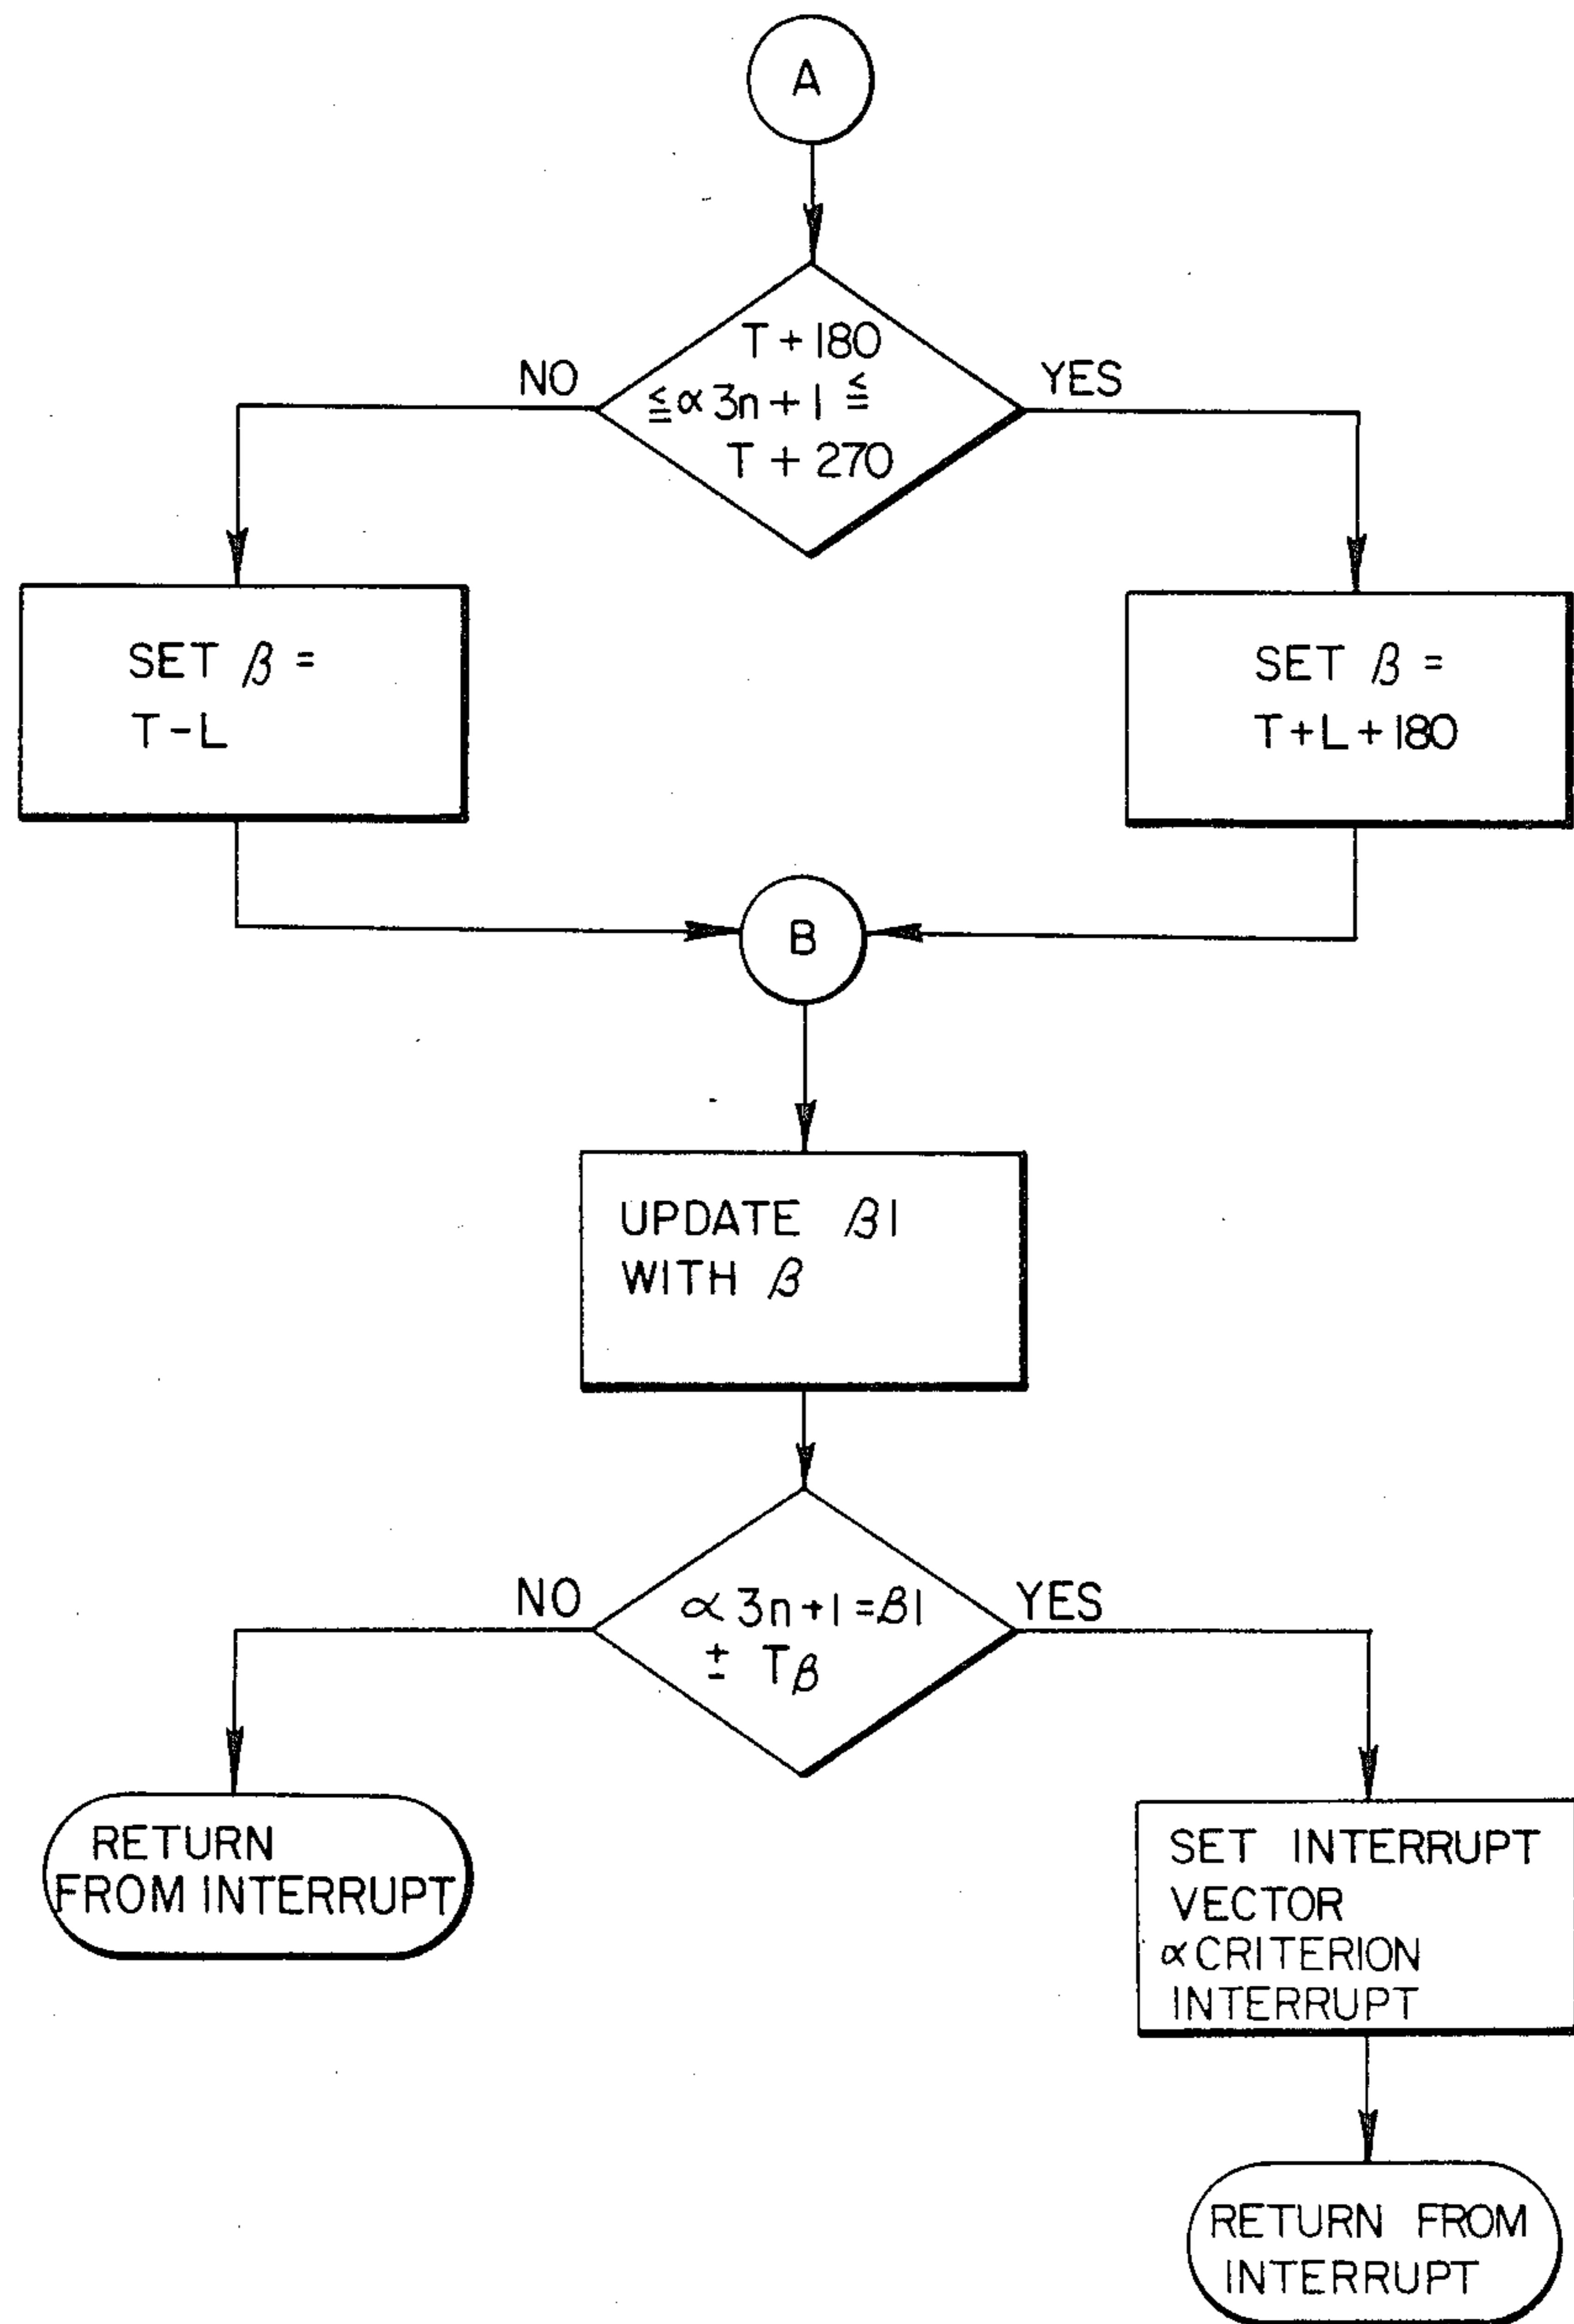 A
T + 180
NO
YES
≦ ∝ 3n + 1 ≦
T + 270
SET β =
T - L
SET β =
T + L + 180
B
UPDATE β1
WITH β
NO
YES
∝ 3n + 1 = β1
± Tβ
RETURN
FROM INTERRUPT
SET INTERRUPT
VECTOR
∝ CRITERION
INTERRUPT
RETURN FROM
INTERRUPT